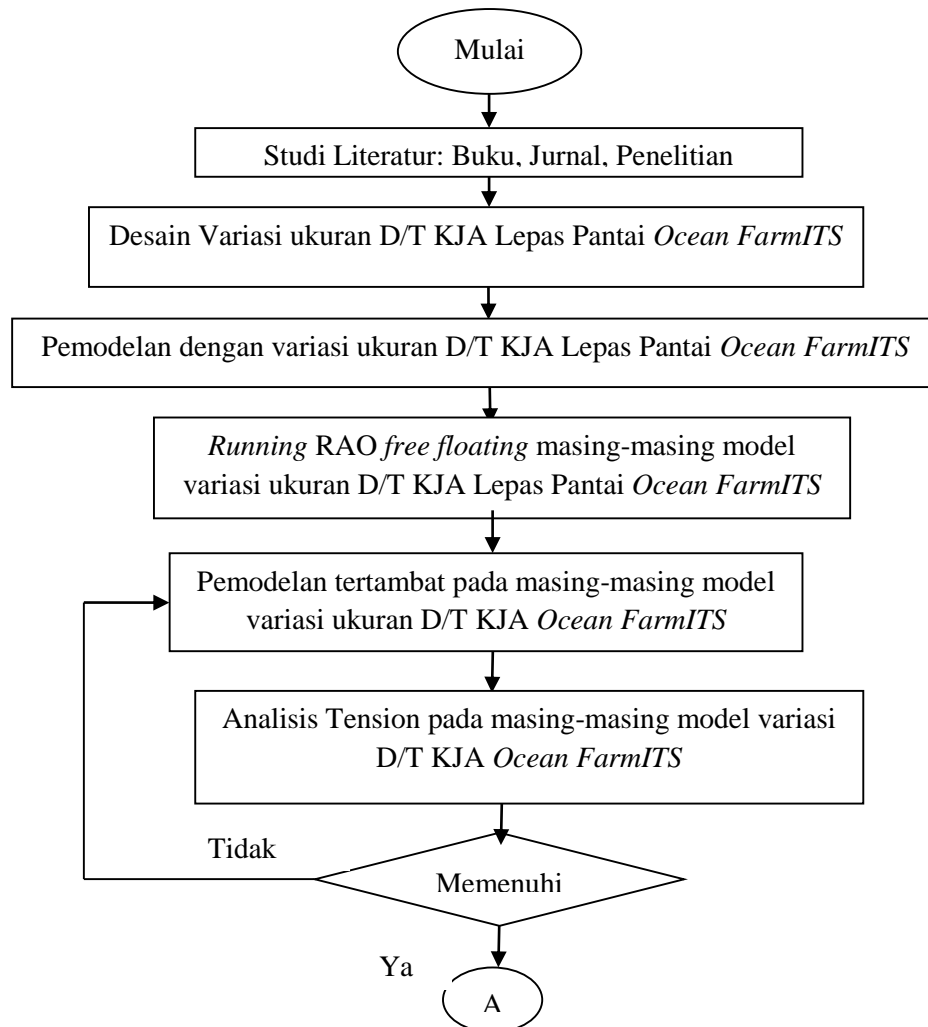 Mulai
Studi Literatur: Buku, Jurnal, Penelitian
Desain Variasi ukuran D/T KJA Lepas Pantai Ocean FarmITS
Pemodelan dengan variasi ukuran D/T KJA Lepas Pantai Ocean FarmITS
Running RAO free floating masing-masing model
variasi ukuran D/T KJA Lepas Pantai Ocean FarmITS
Pemodelan tertambat pada masing-masing model
variasi ukuran D/T KJA Ocean FarmITS
Analisis Tension pada masing-masing model variasi
D/T KJA Ocean FarmITS
Tidak
Memenuhi
Ya
A